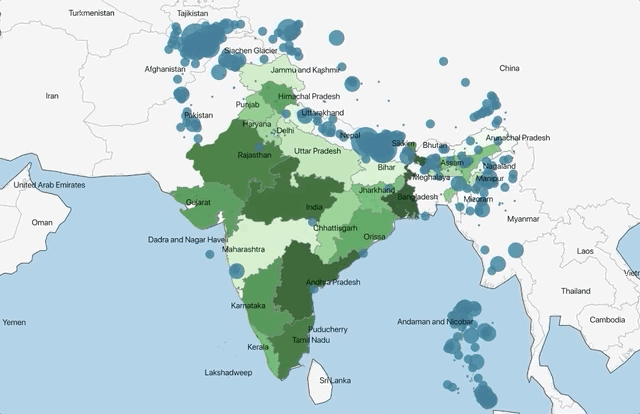 Turkmenistan
Tajikistan
Siachen Glacier
Afghanistan
China
Jammu and Kashmir
Iran
Himachal Pradesh
Punjab
Pakistan
Uttarakhand
Haryana
Delhi
Nepal
Arunachal Pradesh
Sikkim
Bhutan
Rajasthan
Uttar Pradesh
Assam
Bihar
Nagaland
Meghalaya
Manipur
United Arab Emirates
Jharkhand
Bangladesh
Mizoram
Gujarat
India
Oman
Myanmar
Chhattisgarh
Orissa
Dadra and Nagar Haveli
Maharashtra
Laos
Andhra Pradesh
Thailand
Karnataka
Yemen
Andaman and Nicobar
Cambodia
Puducherry
Tamil Nadu
Kerala
Lakshadweep
Sri Lanka